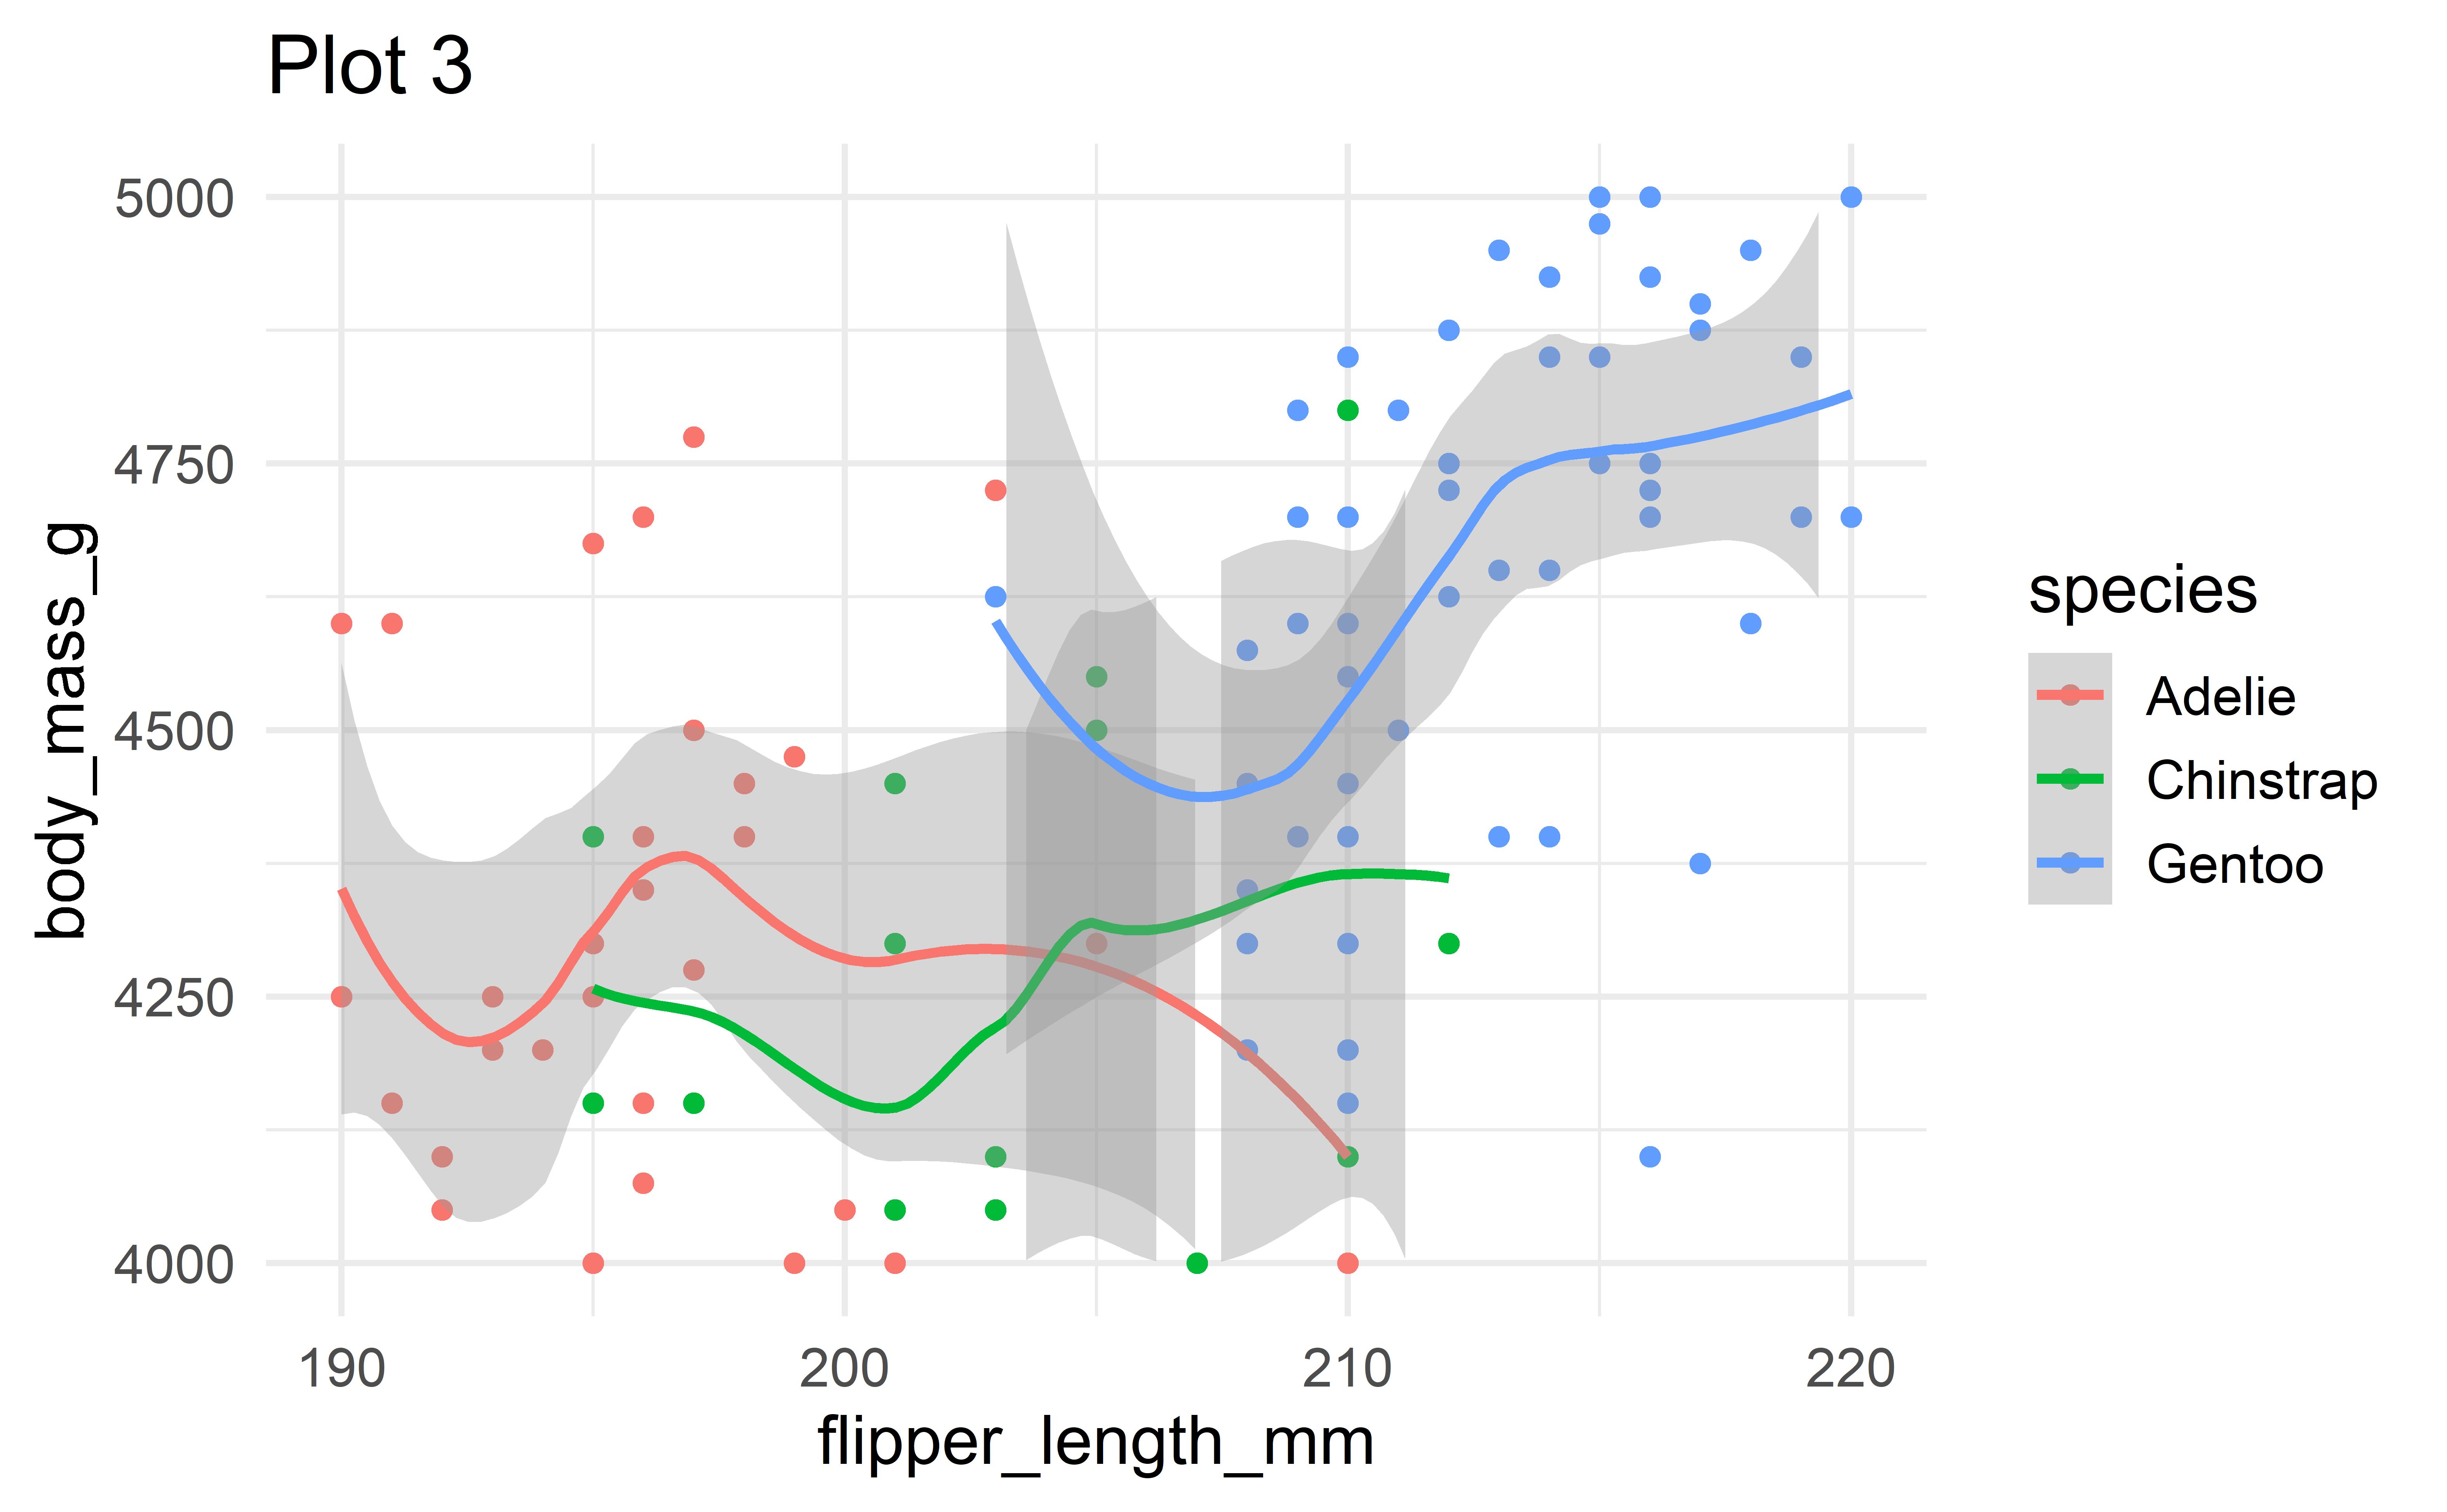 Plot 3
5000
4750
4500
4250
4000
body_mass_g
190 200 210 220
flipper_length_mm
species
Adelie
Chinstrap
Gentoo